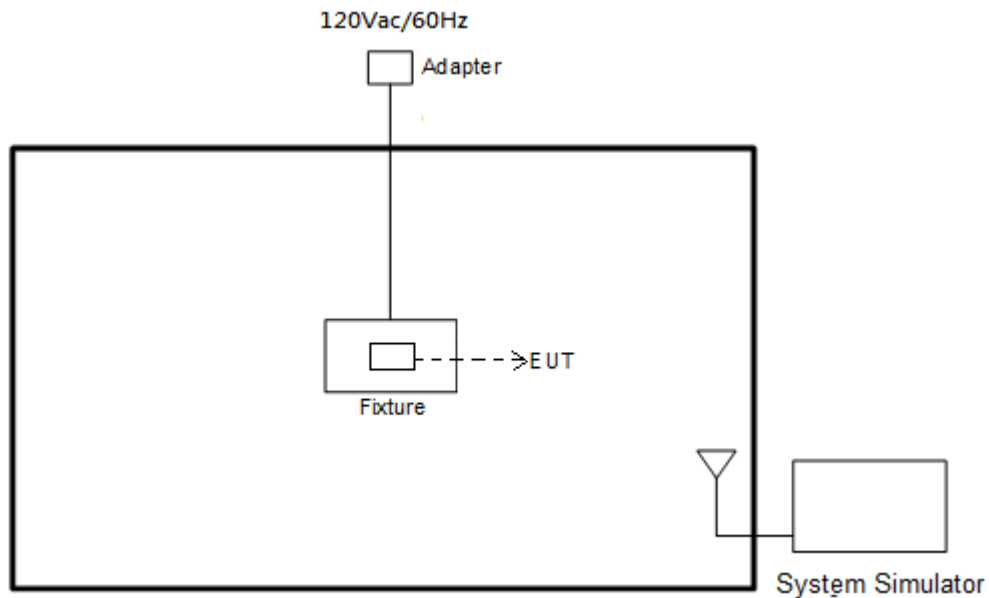 120Vac/60Hz
Adapter
EUT
Fixture
System Simulator